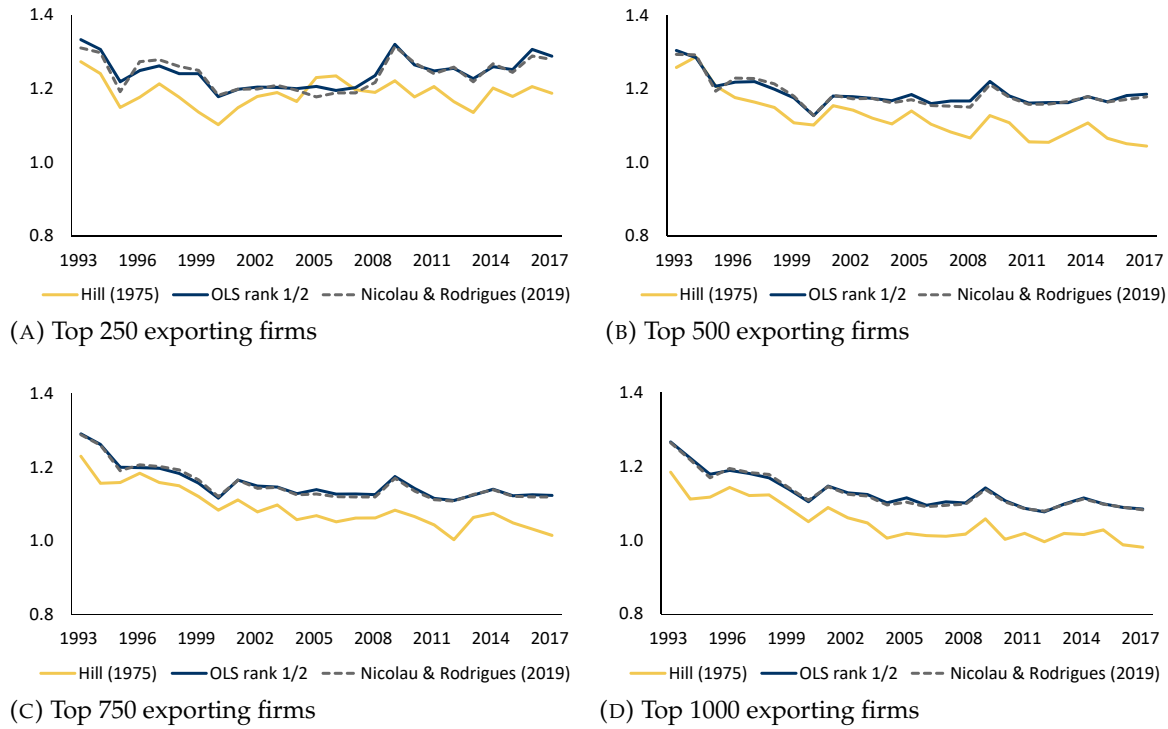 1.4
1.2
1.0
0.8
1993 1996 1999 2002 2005 2008 2011 2014 2017
Hill (1975) OLS rank 1/2 Nicolau & Rodrigues (2019)
(A) Top 250 exporting firms
1.4
1.2
1.0
0.8
1993 1996 1999 2002 2005 2008 2011 2014 2017
Hill (1975) OLS rank 1/2 Nicolau & Rodrigues (2019)
(B) Top 500 exporting firms
1.4
1.2
1.0
0.8
1993 1996 1999 2002 2005 2008 2011 2014 2017
Hill (1975) OLS rank 1/2 Nicolau & Rodrigues (2019)
(C) Top 750 exporting firms
1.4
1.2
1.0
0.8
1993 1996 1999 2002 2005 2008 2011 2014 2017
Hill (1975) OLS rank 1/2 Nicolau & Rodrigues (2019)
(D) Top 1000 exporting firms